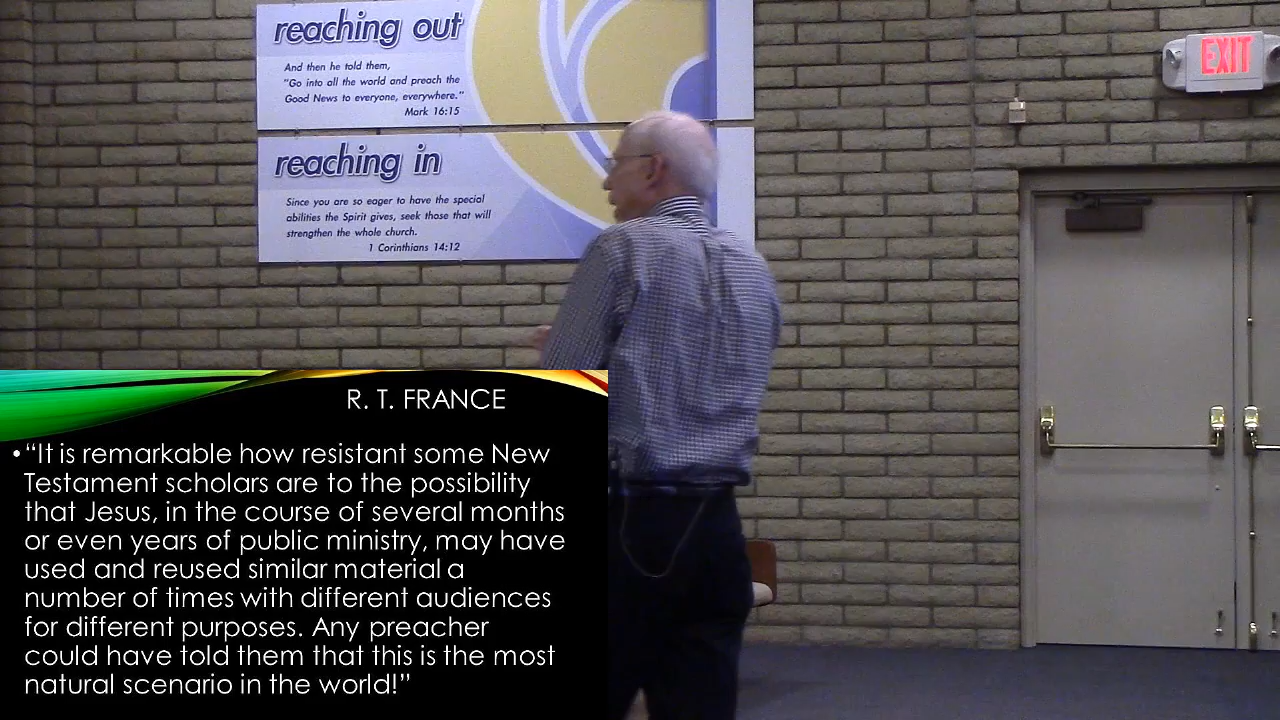 reaching out
And then he told them,
"Go into all the world and preach the
Good News to everyone, everywhere."
Mark 16:15
reaching in
Since you are so eager to have the special
abilities the Spirit gives, seek those that will
strengthen the whole church.
1 Corinthians 14:12
EXIT
R. T. FRANCE
•“It is remarkable how resistant some New
Testament scholars are to the possibility
that Jesus, in the course of several months
or even years of public ministry, may have
used and reused similar material a
number of times with different audiences
for different purposes. Any preacher
could have told them that this is the most
natural scenario in the world!”